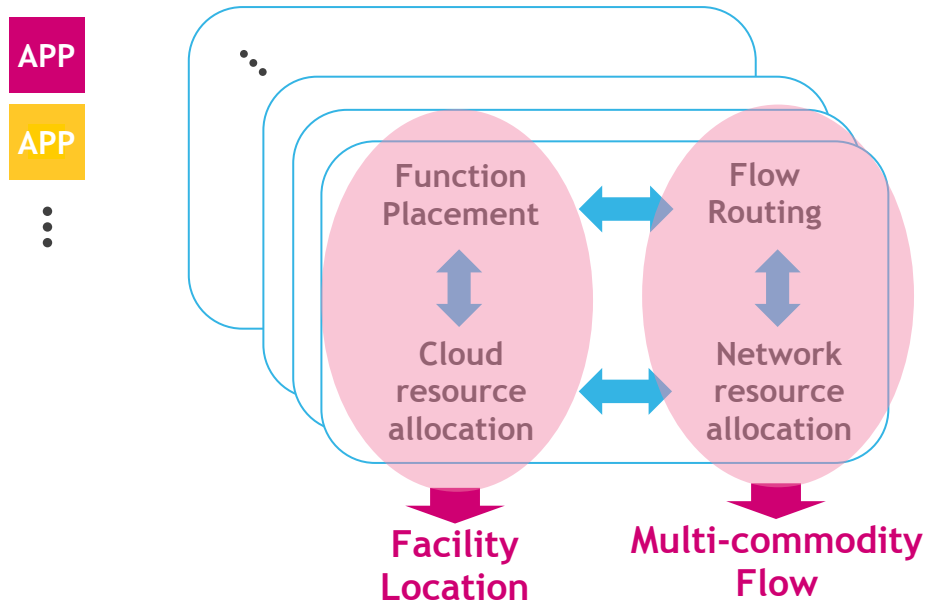 APP
APP
Function
Placement
Flow
Routing
Cloud
resource
allocation
Network
resource
allocation
Facility
Location
Multi-commodity
Flow